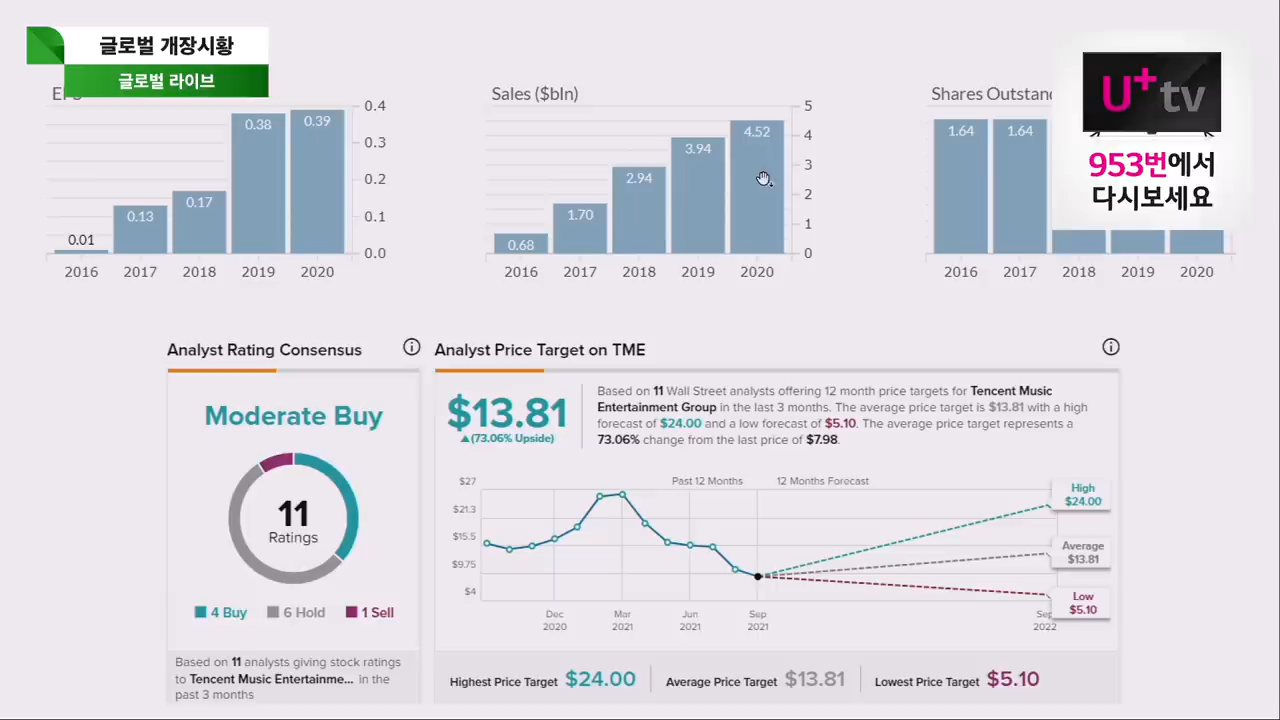 글로벌 개장시황
글로벌 라이브
U+tv
953번에서
다시보세요
0.4
0.3
0.2
0.1
0.0
0.01
0.13
0.17
0.38
0.39
2016 2017 2018 2019 2020
Sales ($bln)
5
4
3
2
1
0
0.68
1.70
2.94
3.94
4.52
2016 2017 2018 2019 2020
Shares Outstand
1.64 1.64
2016 2017 2018 2019 2020
Analyst Rating Consensus
Moderate Buy
11
Ratings
4 Buy 6 Hold 1 Sell
Based on 11 analysts giving stock ratings
to Tencent Music Entertainme... in the
past 3 months
Analyst Price Target on TME
$13.81
▲(73.06% Upside)
Based on 11 Wall Street analysts offering 12 month price targets for Tencent Music
Entertainment Group in the last 3 months. The average price target is $13.81 with a high
forecast of $24.00 and a low forecast of $5.10. The average price target represents a
73.06% change from the last price of $7.98.
Past 12 Months 12 Months Forecast
$27
$21.3
$15.5
$9.75
$4
High
$24.00
Average
$13.81
Low
$5.10
Dec Mar Jun Sep Sep
2020 2021 2021 2021 2022
Highest Price Target $24.00 Average Price Target $13.81 Lowest Price Target $5.10